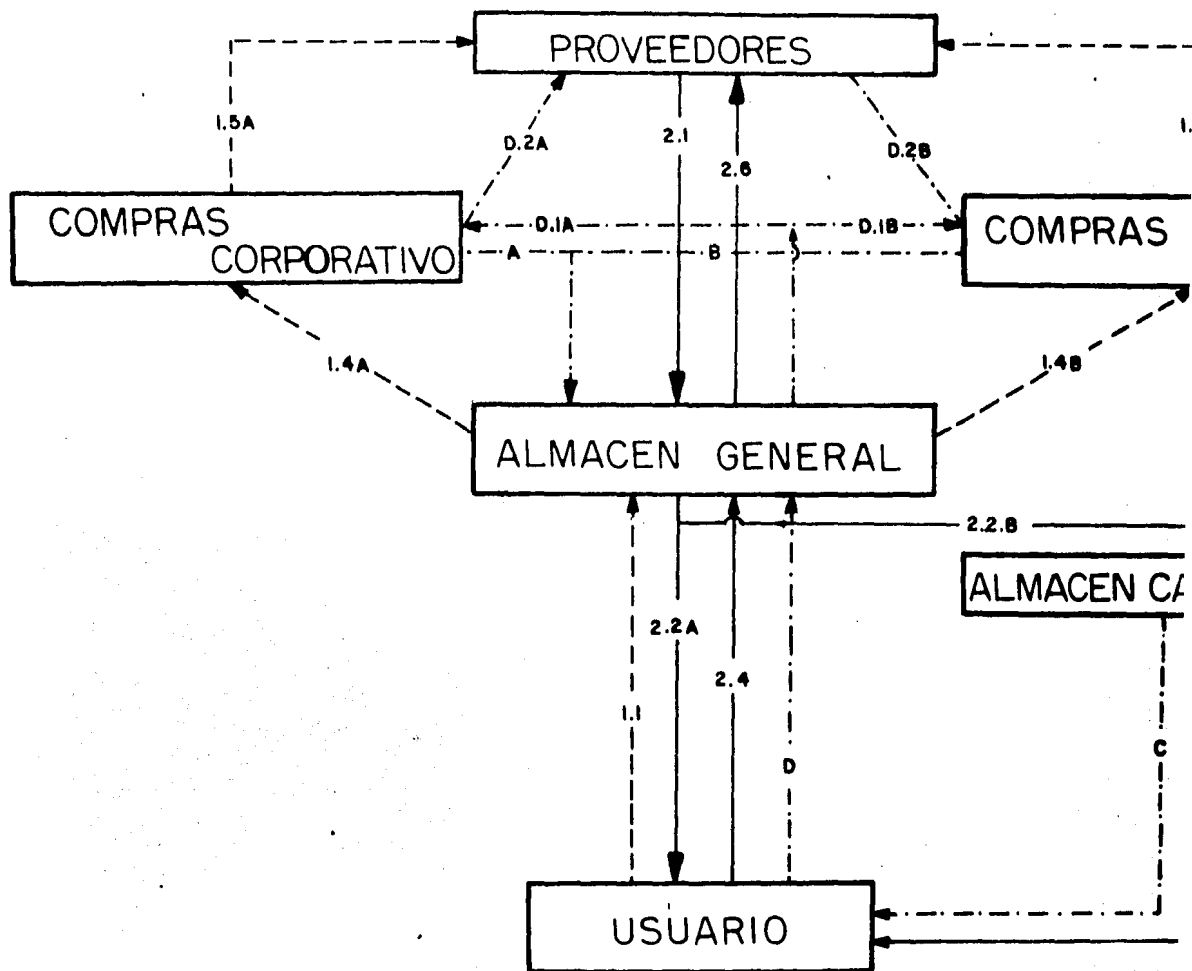 PROVEEDORES
1.5A
D.2A
2.1
2.6
D.2B
COMPRAS
CORPORATIVO
D.1A
D.1B
A
B
COMPRAS
1.4A
1.4B
ALMACEN GENERAL
2.2.B
ALMACEN
2.2A
2.4
1.1
D
C
USUARIO